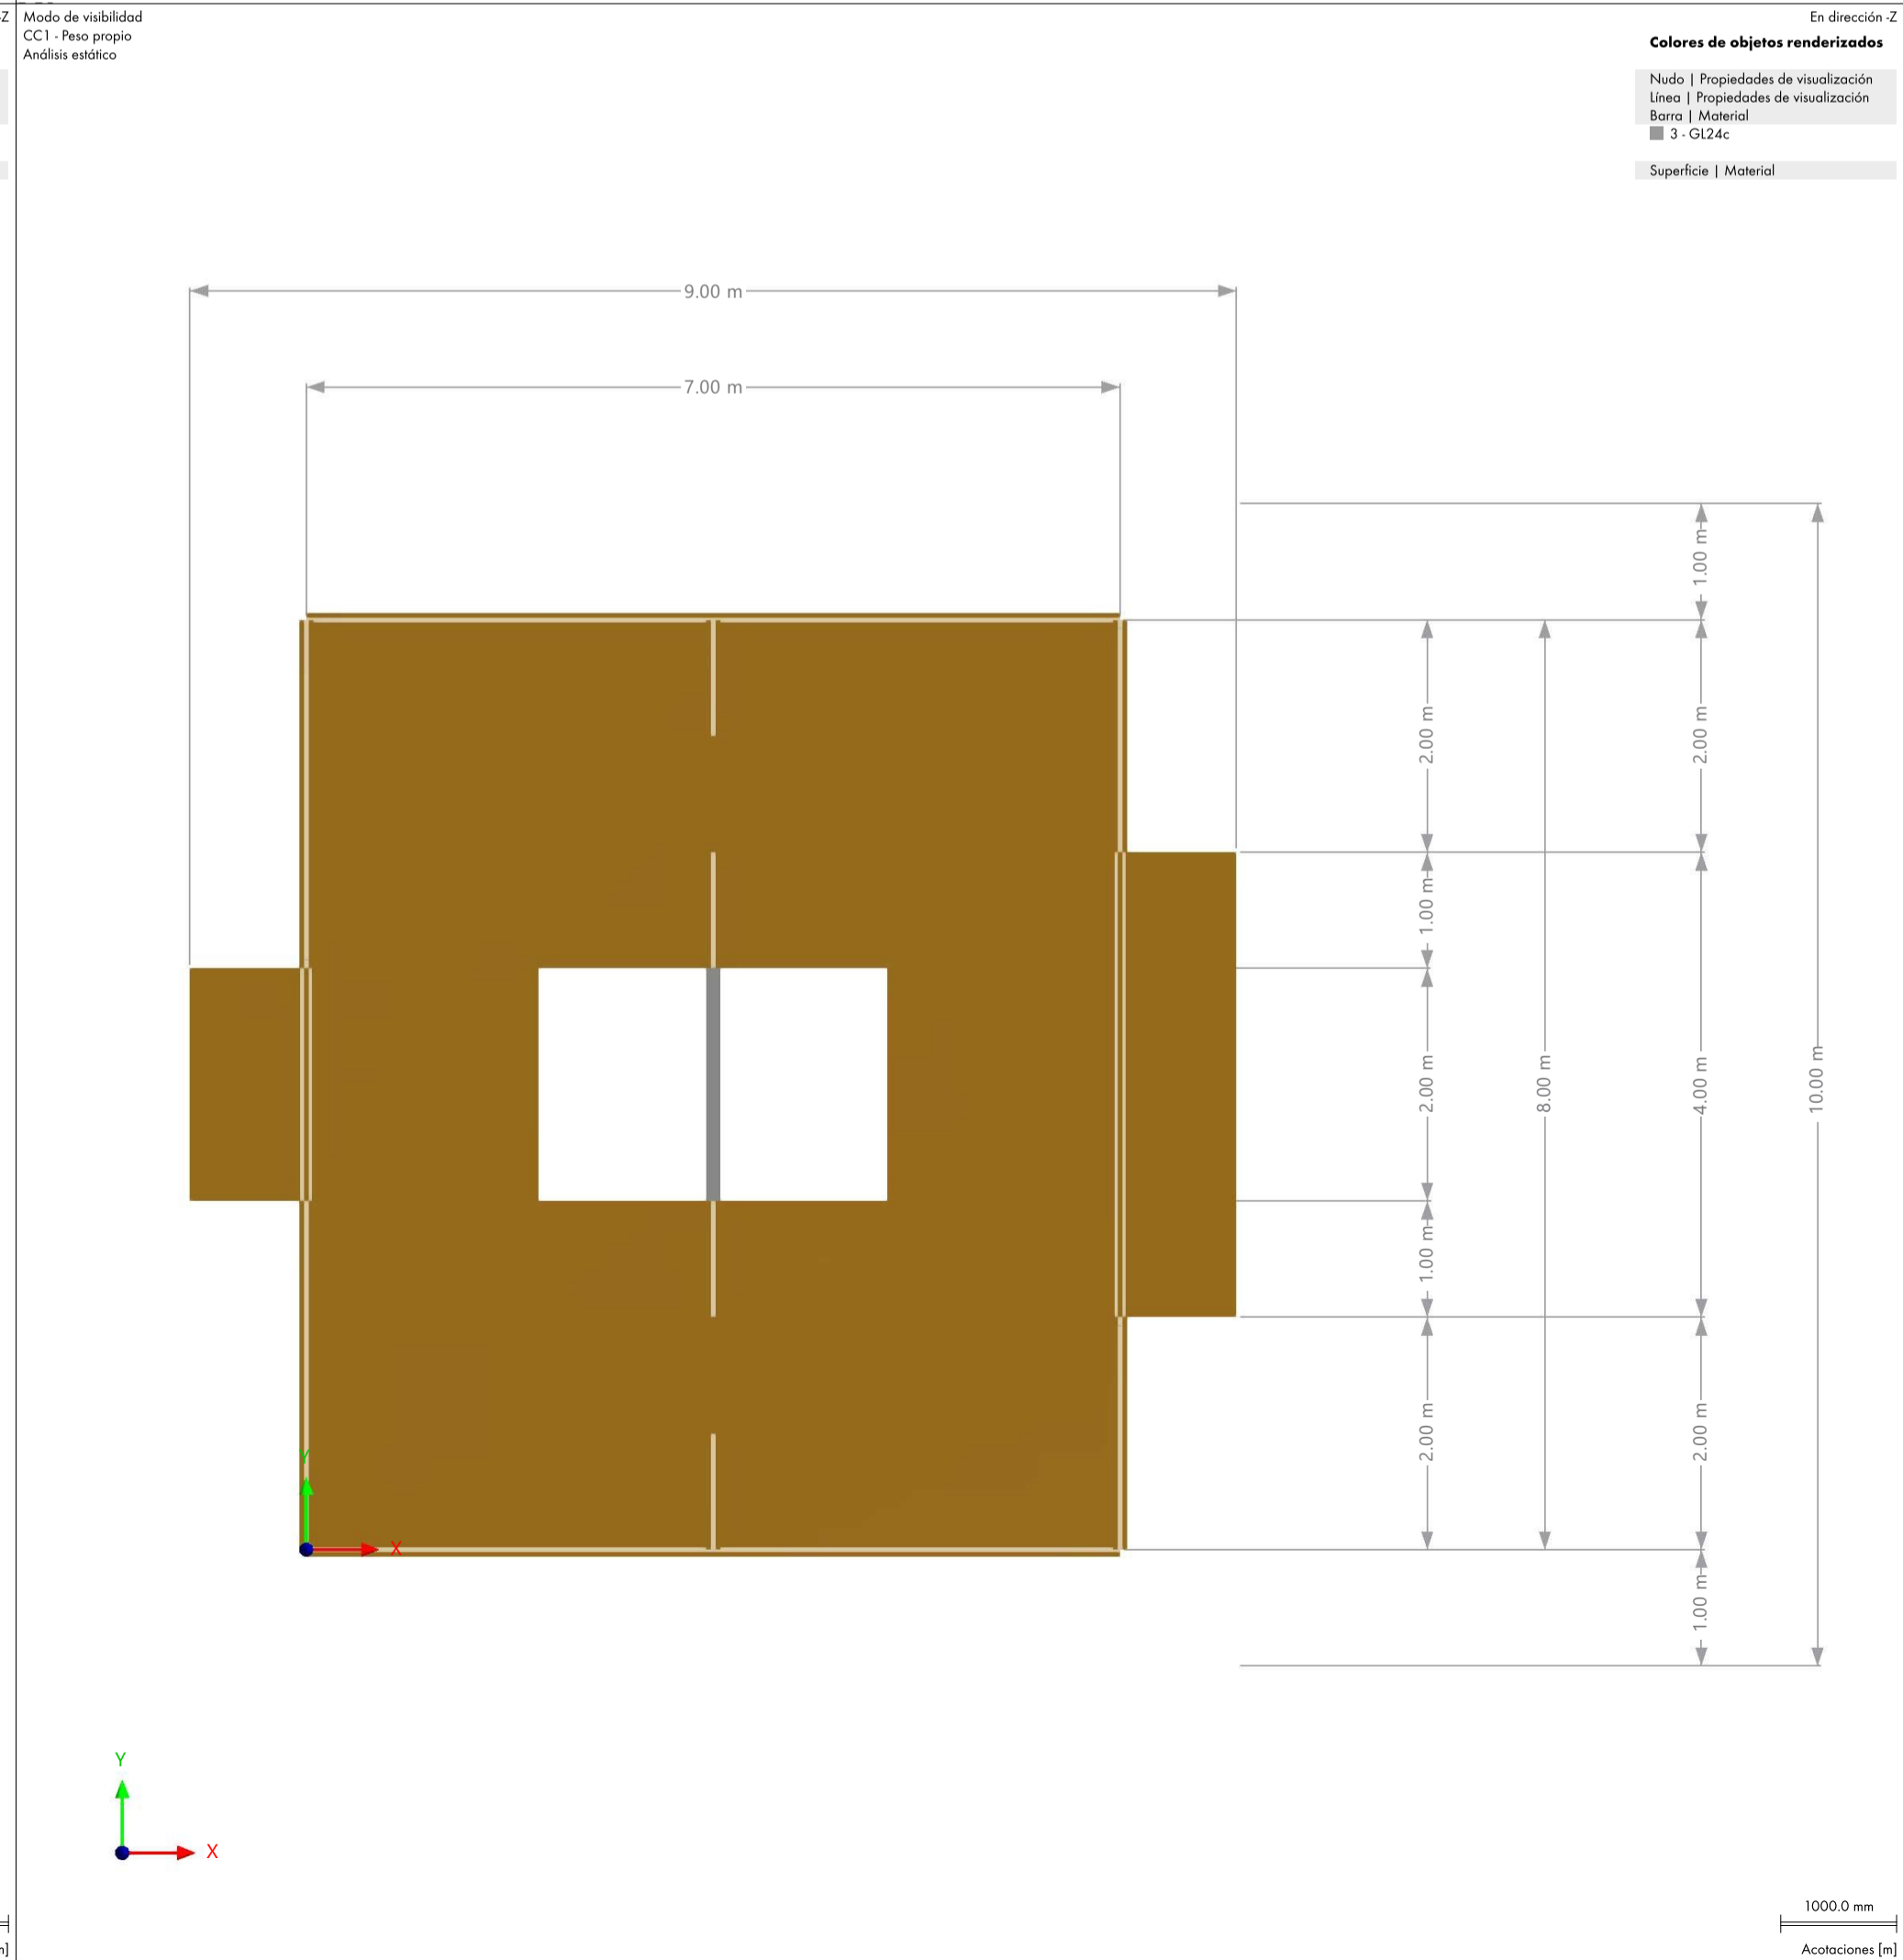 -Z
Modo de visibilidad
CC1 - Peso propio
Análisis estático
En dirección -Z
Colores de objetos renderizados
Nudo | Propiedades de visualización
Línea | Propiedades de visualización
Barra | Material
3 - GL24c
Superficie | Material
9.00 m
7.00 m
1.00 m
2.00 m
2.00 m
1.00 m
2.00 m
8.00 m
4.00 m
10.00 m
1.00 m
2.00 m
2.00 m
1.00 m
Y
X
Y
X
1000.0 mm
m]
Acotaciones [m]